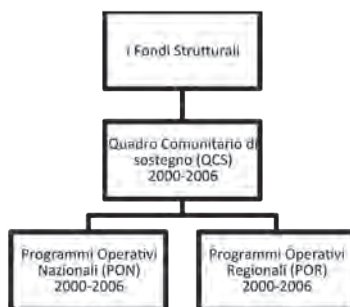 I Fondi Strutturali
Quadro Comunitario di
sostegno (QCS)
2000-2006
Programmi Operativi
Nazionali (PON)
2000-2006
Programmi Operativi
Regionali (POR)
2000-2006